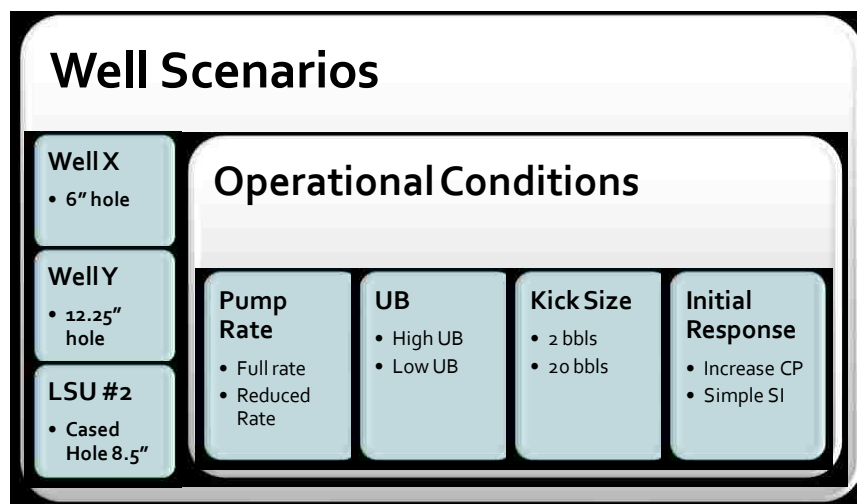 Well Scenarios
Well X
• 6” hole
Well Y
• 12.25”
hole
LSU #2
• Cased
Hole 8.5”
Operational Conditions
Pump
Rate
• Full rate
• Reduced
Rate
UB
• High UB
• Low UB
Kick Size
• 2 bbls
• 20 bbls
Initial
Response
• Increase CP
• Simple SI